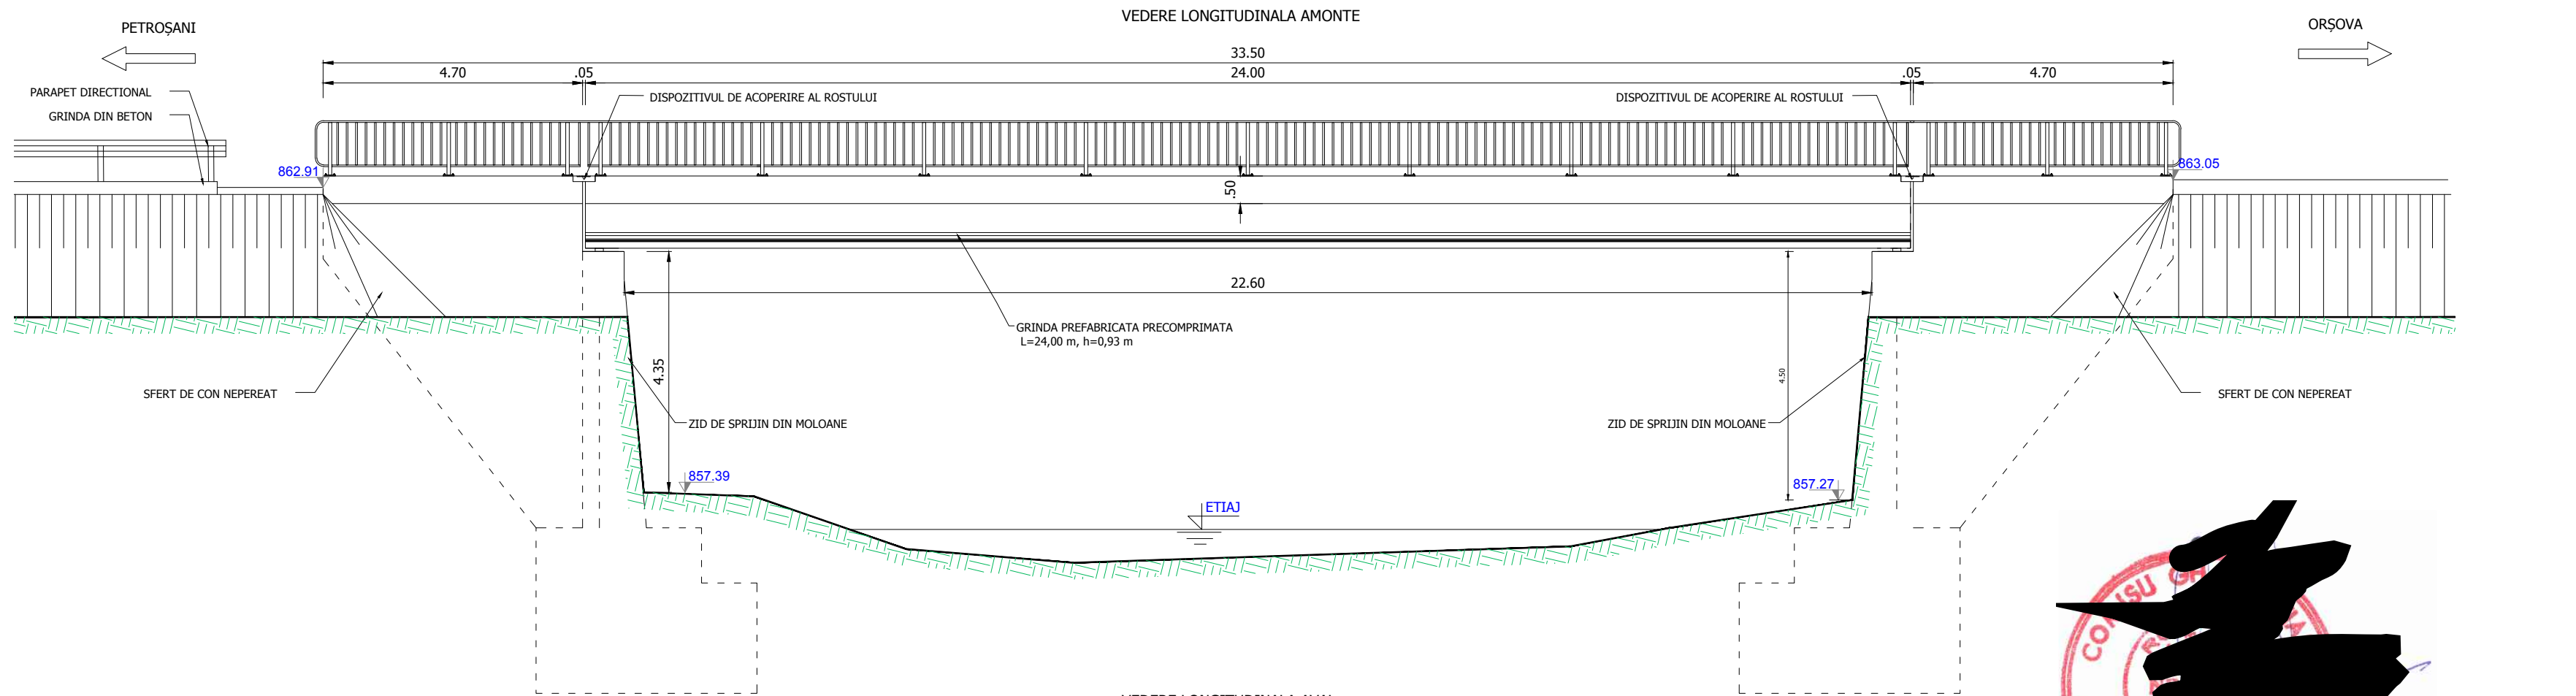 VEDERE LONGITUDINALA AMONTE
PETROȘANI
ORȘOVA
33.50
4.70
.05
24.00
.05
4.70
PARAPET DIRECTIONAL
DISPOZITIVUL DE ACOPERIRE AL ROSTULUI
DISPOZITIVUL DE ACOPERIRE AL ROSTULUI
GRINDA DIN BETON
862.91
863.05
.50
22.60
GRINDA PREFABRICATA PRECOMPRIMATA
L=24,00 m, h=0,93 m
4.35
4.50
SFERT DE CON NEPEREAT
SFERT DE CON NEPEREAT
ZID DE SPRIJIN DIN MOLOANE
ZID DE SPRIJIN DIN MOLOANE
857.39
857.27
ETIAJ